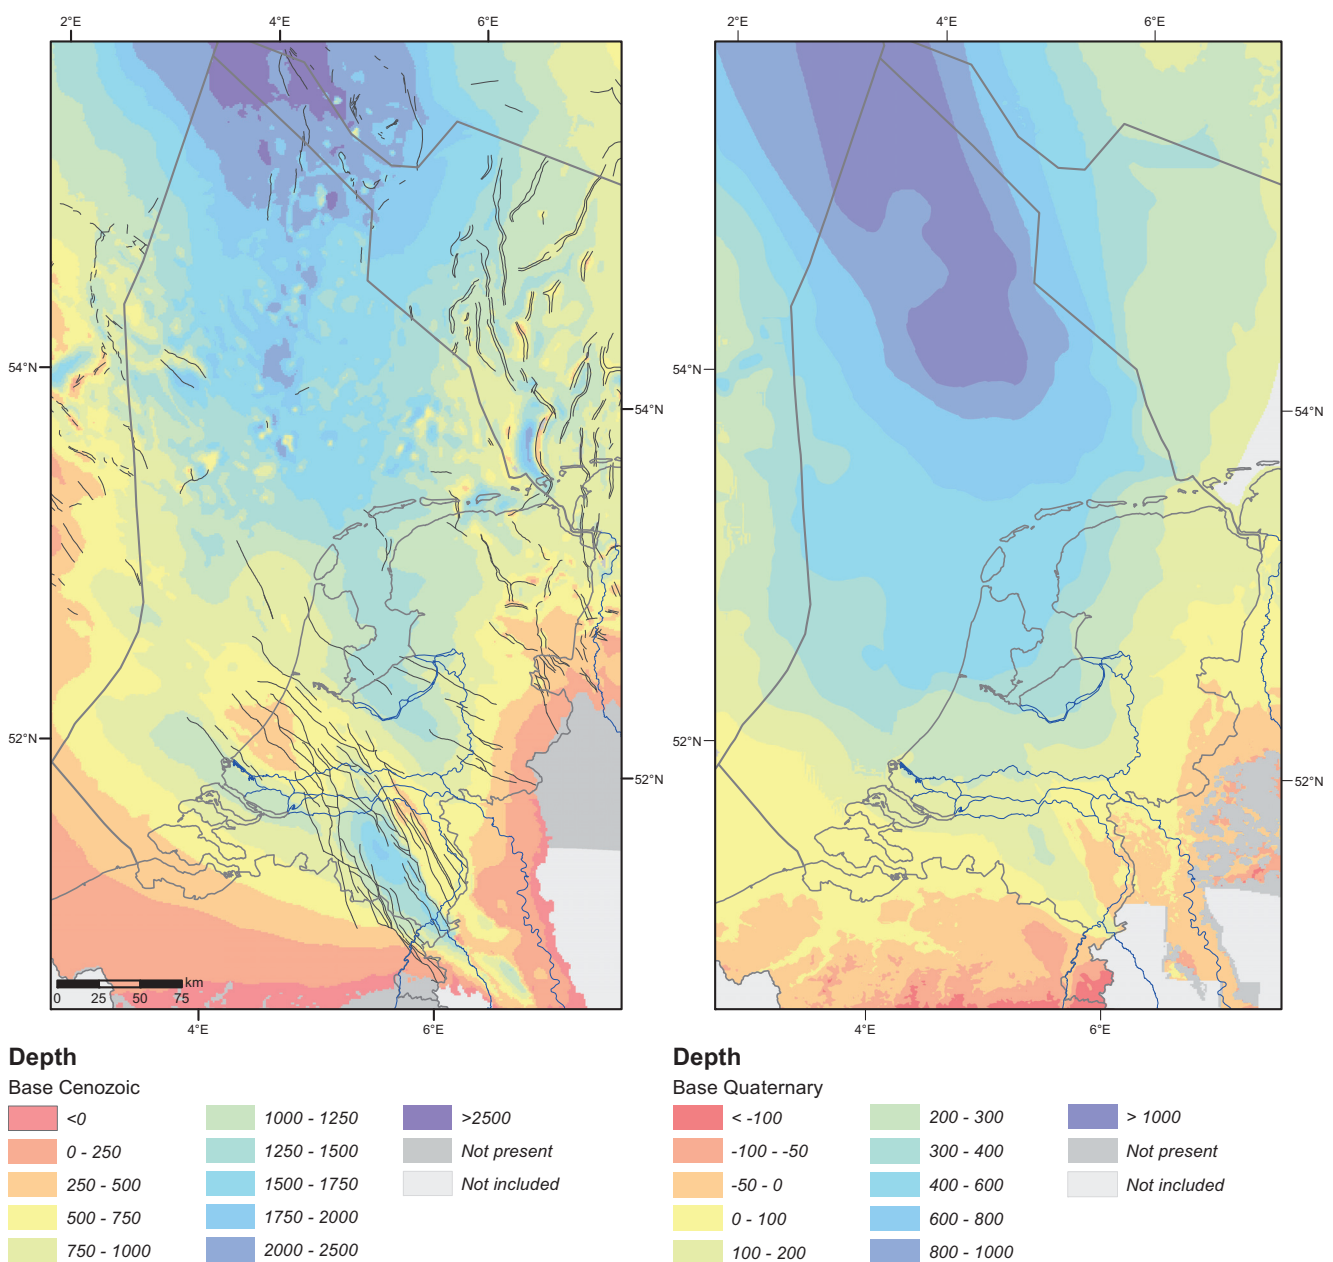 2°E 4°E 6°E 2°E 4°E 6°E
54°N 54°N
54°N 54°N
52°N 52°N
52°N 52°N
km
0 25 50 75
4°E 6°E 4°E 6°E
Depth
Base Cenozoic
<0
0 - 250
250 - 500
500 - 750
750 - 1000
1000 - 1250
1250 - 1500
1500 - 1750
1750 - 2000
2000 - 2500
>2500
Not present
Not included
Depth
Base Quaternary
< -100
-100 - -50
-50 - 0
0 - 100
100 - 200
200 - 300
300 - 400
400 - 600
600 - 800
800 - 1000
> 1000
Not present
Not included